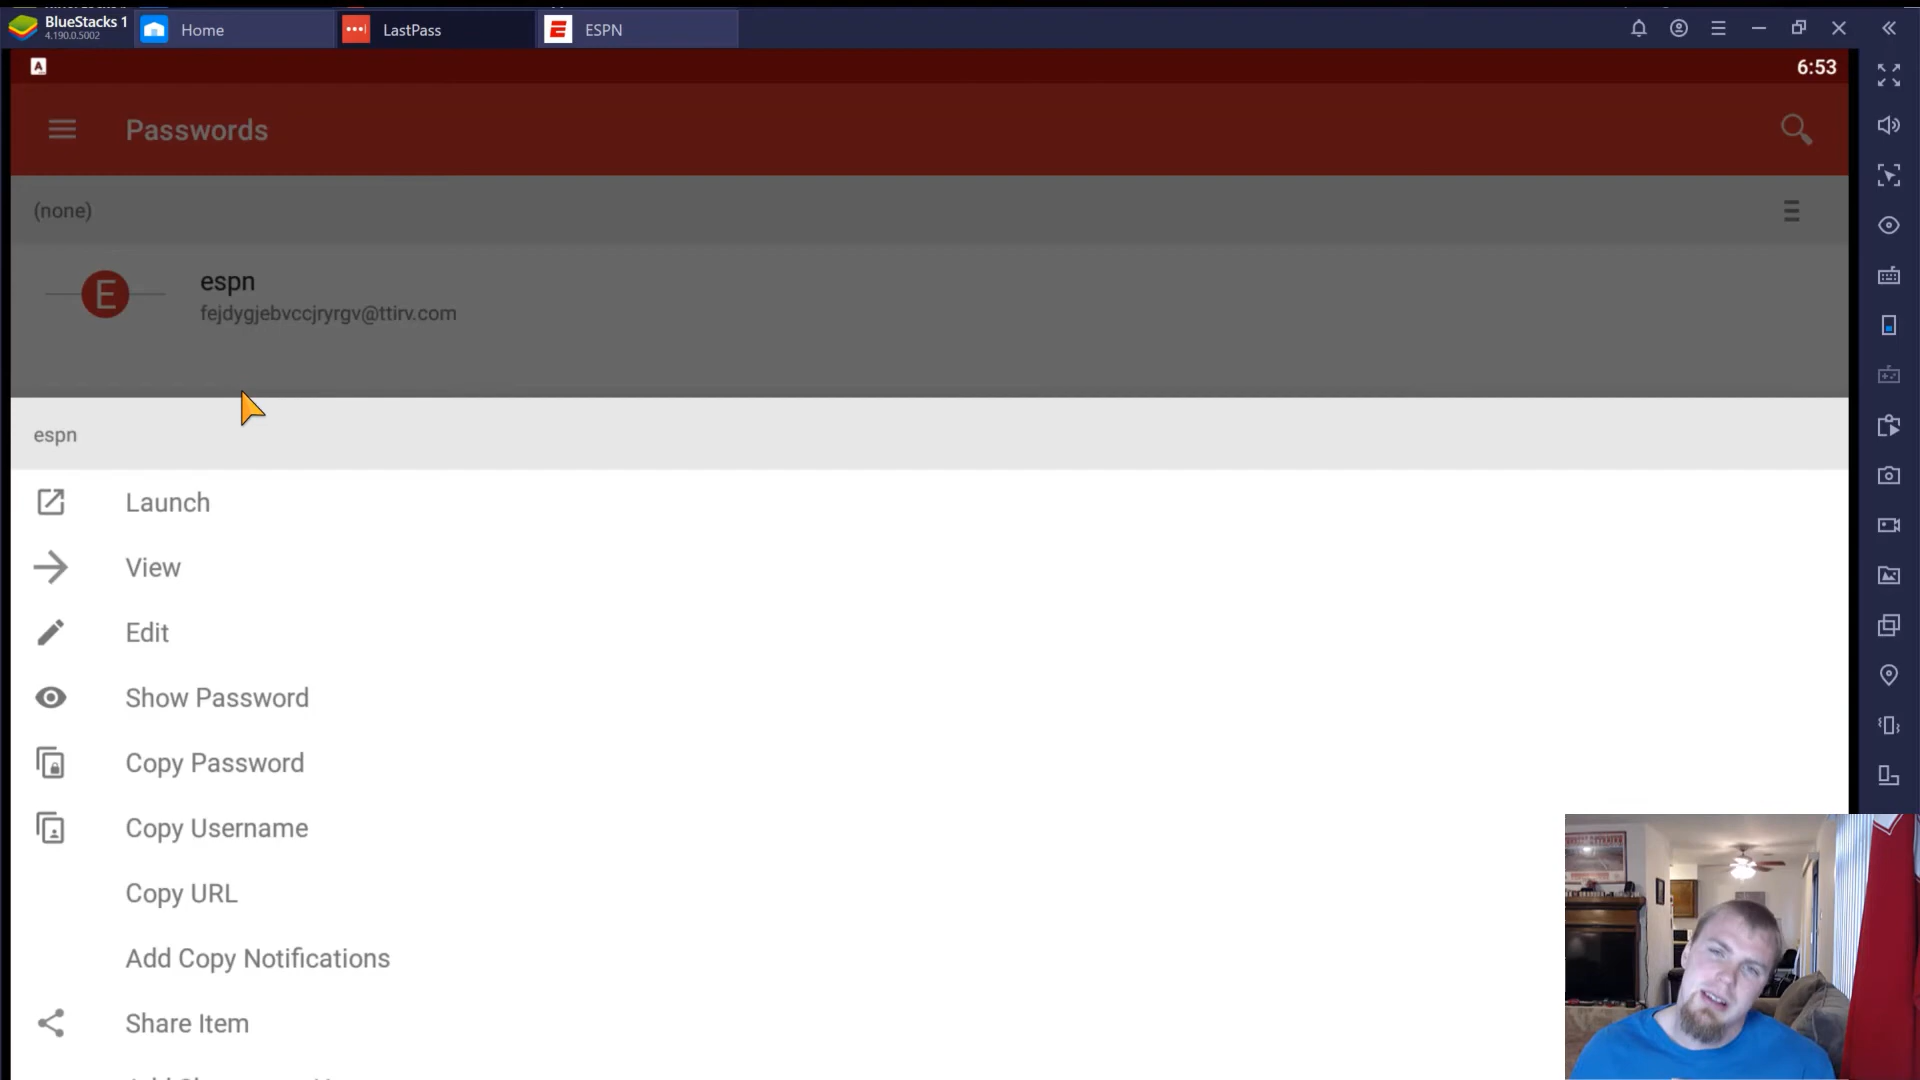 BlueStacks 1
4.190.0.5002
Home
LastPass
ESPN
6:53
Passwords
(none)
E
espn
fejdygjebvccjryrgv@ttirv.com
espn
Launch
View
Edit
Show Password
Copy Password
Copy Username
Copy URL
Add Copy Notifications
Share Item